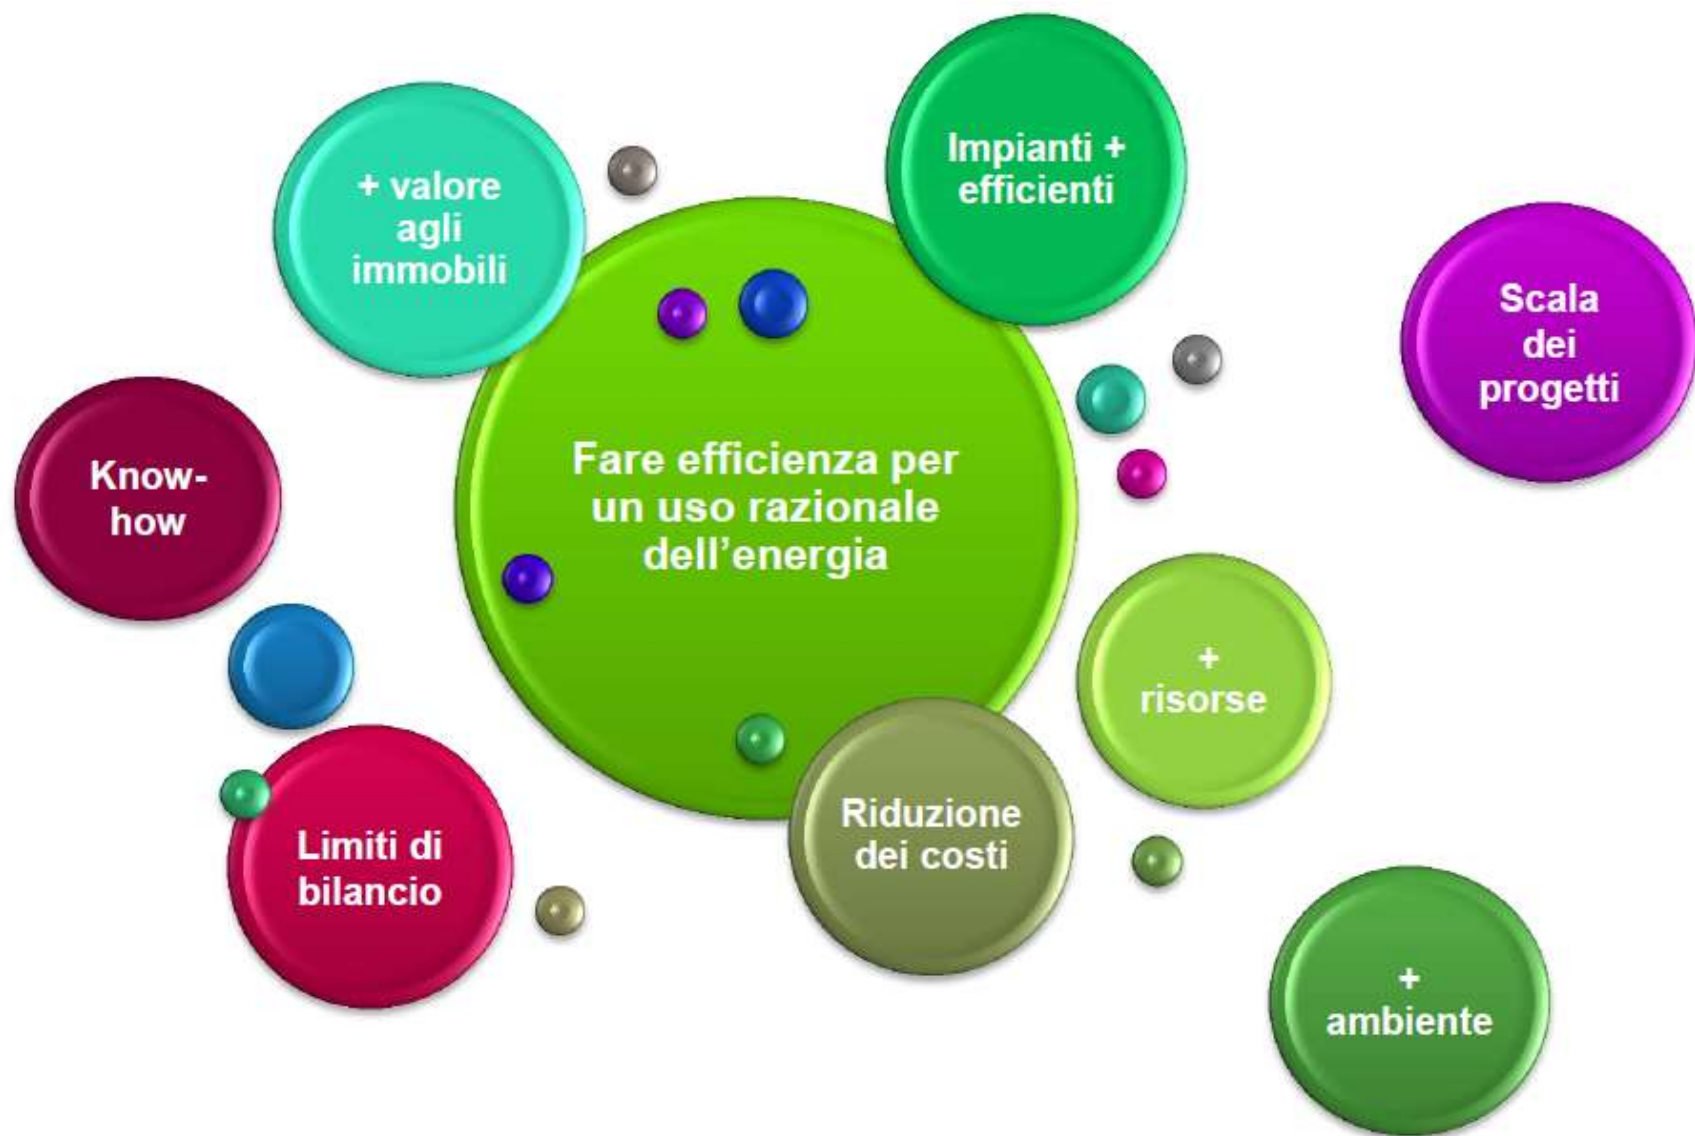 + valore
agli
immobili
Impianti +
efficienti
Scala
dei
progetti
Know-
how
Fare efficienza per
un uso razionale
dell’energia
+
risorse
Limiti di
bilancio
Riduzione
dei costi
+
ambiente